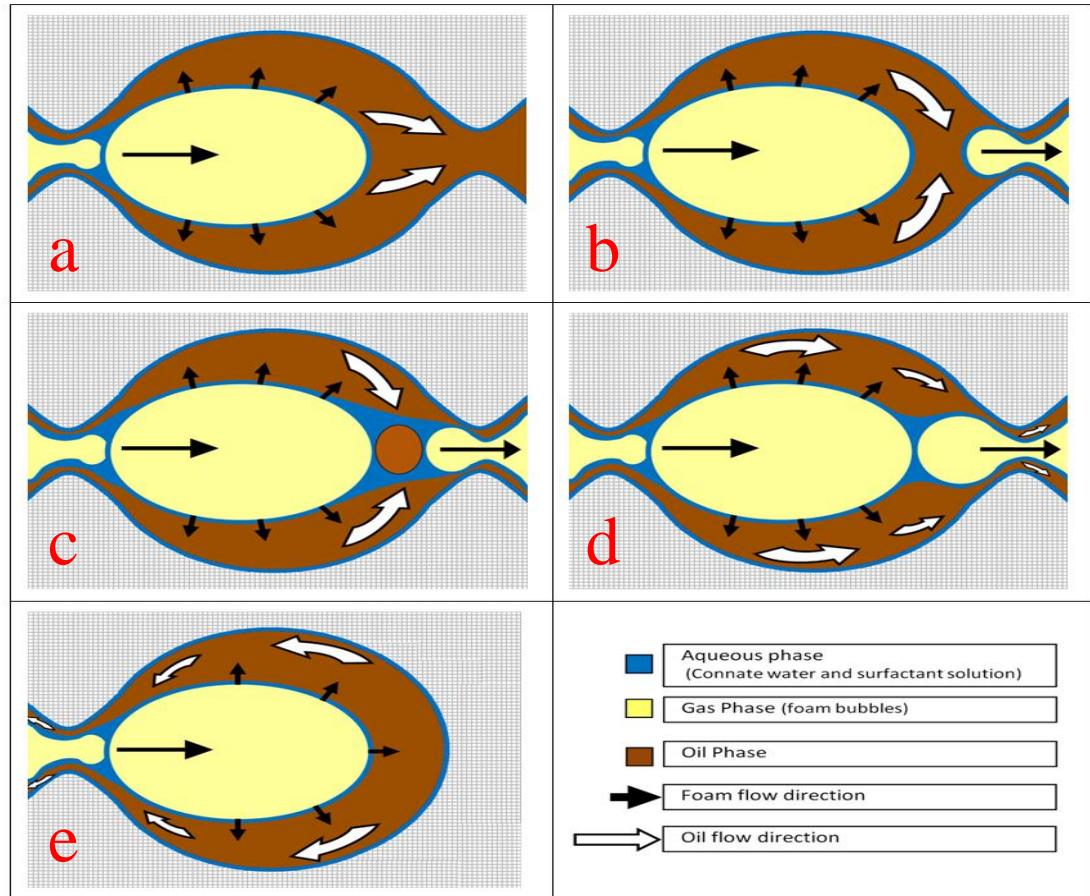 a
b
c
d
e
Aqueous phase
(Connate water and surfactant solution)
Gas Phase (foam bubbles)
Oil Phase
Foam flow direction
Oil flow direction